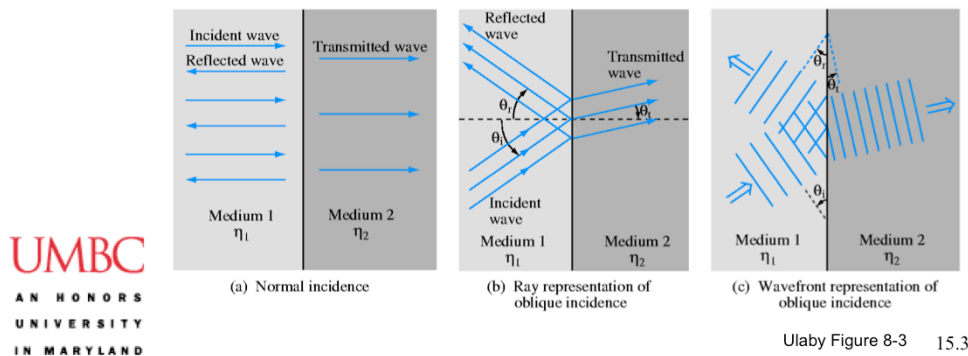 Incident wave
Reflected wave
Transmitted wave
Medium 1
η1
Medium 2
η2
(a) Normal incidence
Reflected
wave
Transmitted
wave
θr
θt
θi
Incident
wave
Medium 1
η1
Medium 2
η2
(b) Ray representation of
oblique incidence
θr
θt
θi
Medium 1
η1
Medium 2
η2
(c) Wavefront representation of
oblique incidence
UMBC
AN HONORS
UNIVERSITY
IN MARYLAND
Ulaby Figure 8-3
15.3